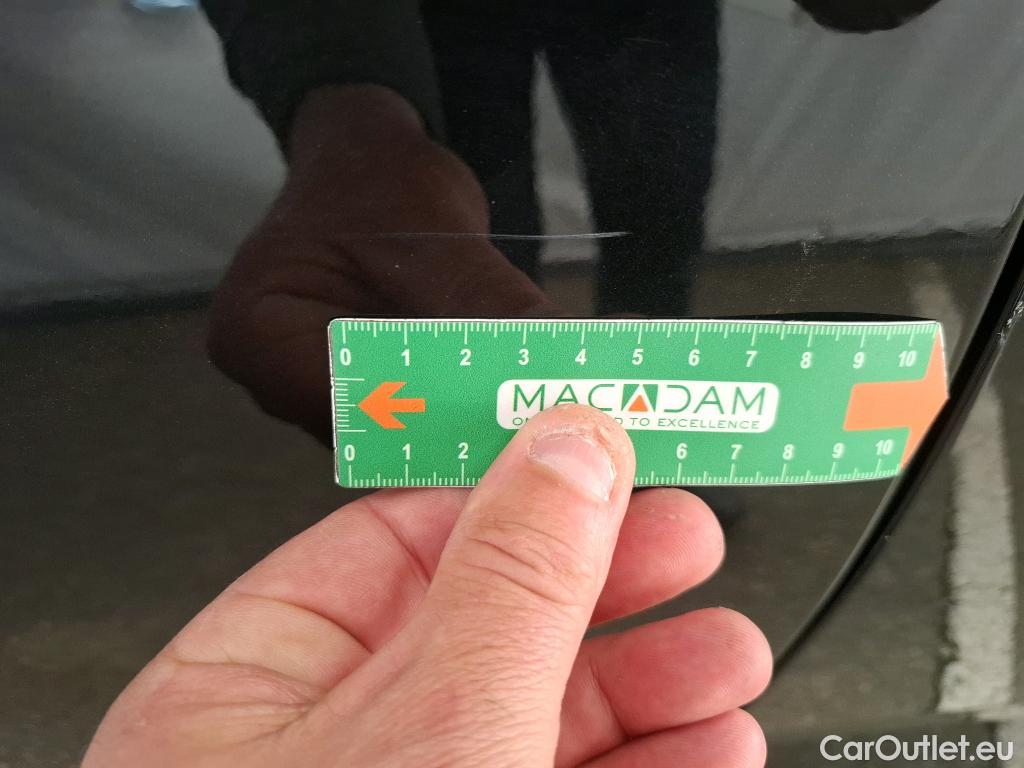 0 1 2 3 4 5 6 7 8 9 10
MACADAM
TO EXCELLENCE
0 1 2 6 7 8 9 10
CarOutlet.eu